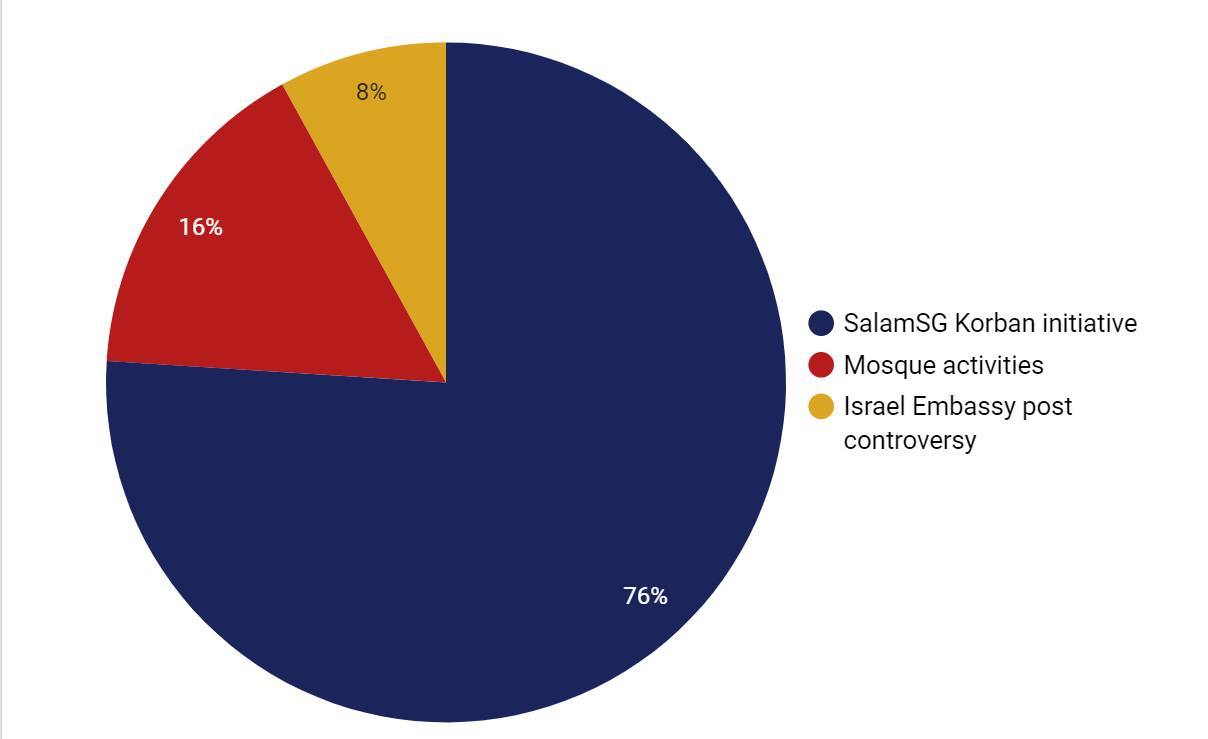 8%
16%
SalamSG Korban initiative
Mosque activities
Israel Embassy post
controversy
76%